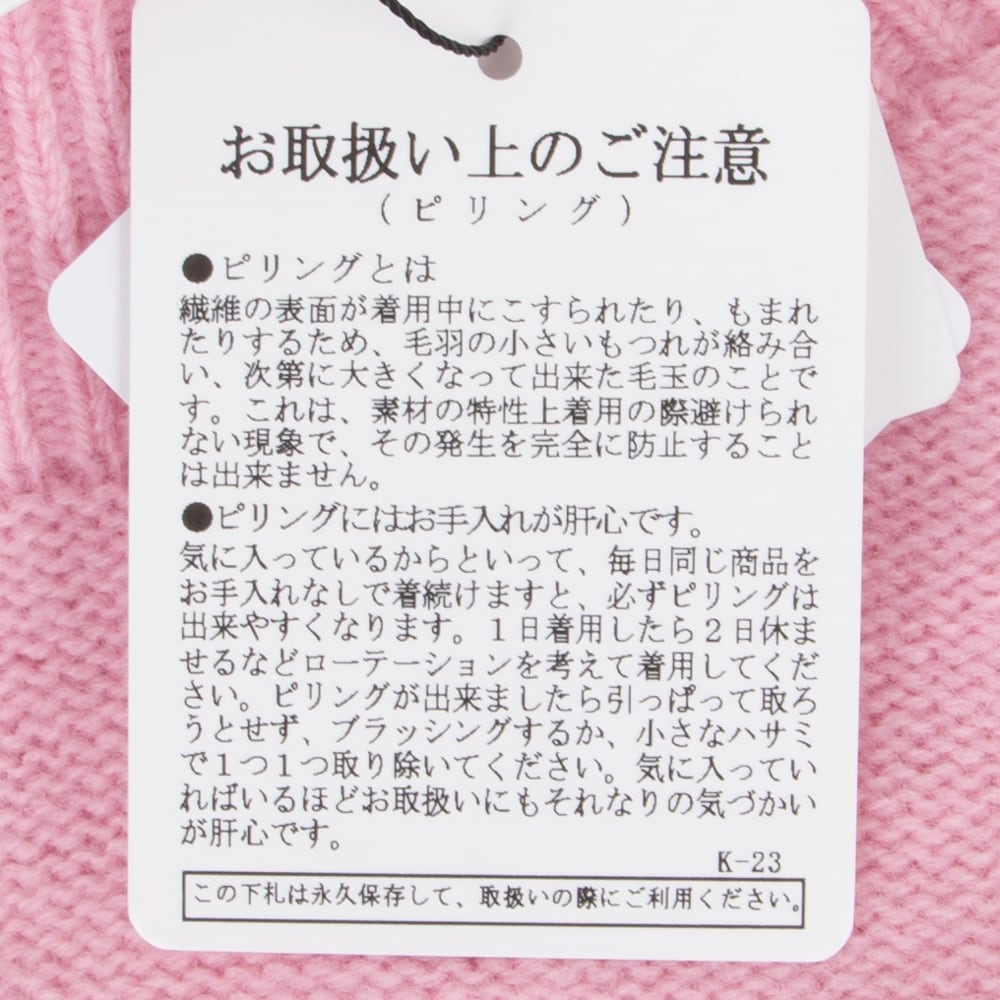 お取扱い上のご注意
(ピリング)
●ピリングとは
繊維の表面が着用中にこすられたり、もまれ
たりするため、毛羽の小さいもつれが絡み合
い、次第に大きくなって出来た毛玉のことで
す。これは、素材の特性上着用の際避けられ
ない現象で、その発生を完全に防止すること
は出来ません。
●ピリングにはお手入れが肝心です。
気に入っているからといって、毎日同じ商品を
お手入れなしで着続けますと、必ずピリングは
出来やすくなります。1日着用したら2日休ま
せるなどローテーションを考えて着用してくだ
さい。ピリングが出来ましたら引っぱって取ろ
うとせず、ブラッシングするか、小さなハサミ
で1つ1つ取り除いてください。気に入ってい
ればいるほどお取扱いにもそれなりの気づかい
が肝心です。
K-23
この下札は永久保存して、取扱いの際にご利用ください。